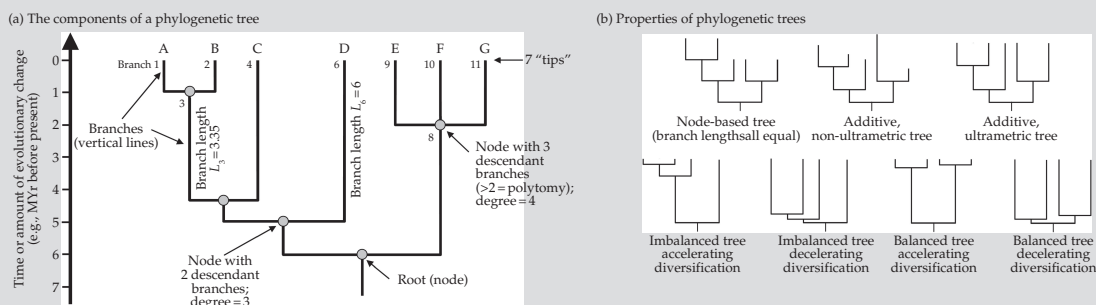 (a) The components of a phylogenetic tree
Time or amount of evolutionary change
(e.g., MYr before present)
0
1
2
3
4
5
6
7
A
B
C
D
E
F
G
Branch 1
2
4
6
9
10
11
7 "tips"
3
8
Branches
(vertical lines)
Branch length
L3 = 3.35
Branch length L6 = 6
Node with 3
descendant
branches
(>2 = polytomy);
degree = 4
Node with
2 descendant
branches;
degree = 3
Root (node)
(b) Properties of phylogenetic trees
Node-based tree
(branch lengthsall equal)
Additive,
non-ultrametric tree
Additive,
ultrametric tree
Imbalanced tree
accelerating
diversification
Imbalanced tree
decelerating
diversification
Balanced tree
accelerating
diversification
Balanced tree
decelerating
diversification